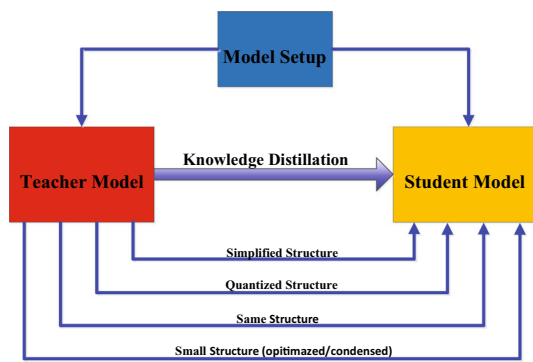 Model Setup
Knowledge Distillation
Teacher Model
Student Model
Simplified Structure
Quantized Structure
Same Structure
Small Structure (opitimazed/condensed)